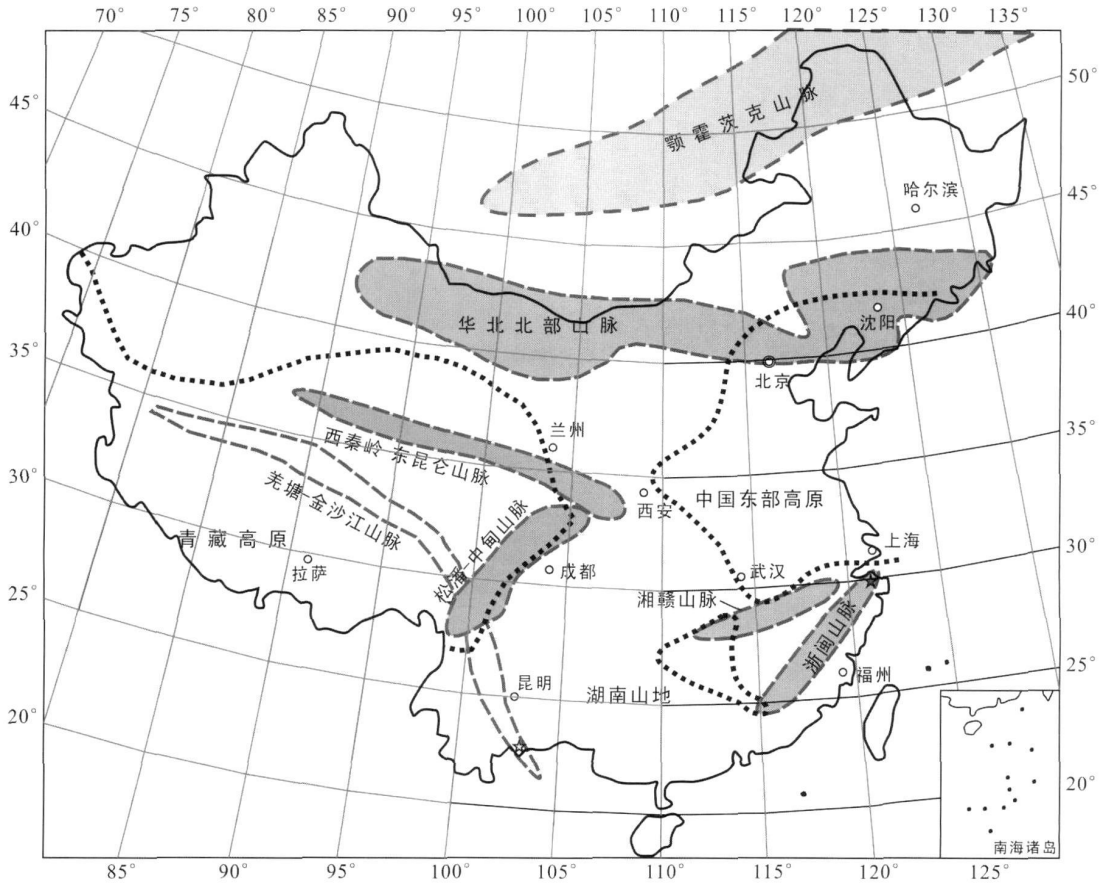 70° 75° 80° 85° 90° 95° 100° 105° 110° 115° 120° 130° 135°
50°
45°
颚霍茨克山脉
哈尔滨
45°
40°
40°
华北北部山脉
沈阳
北京
35°
35°
兰州
西秦岭-东昆仑山脉
西安
中国东部高原
30°
羌塘-金沙江山脉
松潘-中甸山脉
青藏高原
拉萨
成都
武汉
上海
30°
湘赣山脉
浙闽山脉
25°
昆明
湖南山地
福州
25°
20°
20°
南海诸岛
85° 90° 95° 100° 105° 110° 115° 120° 125°